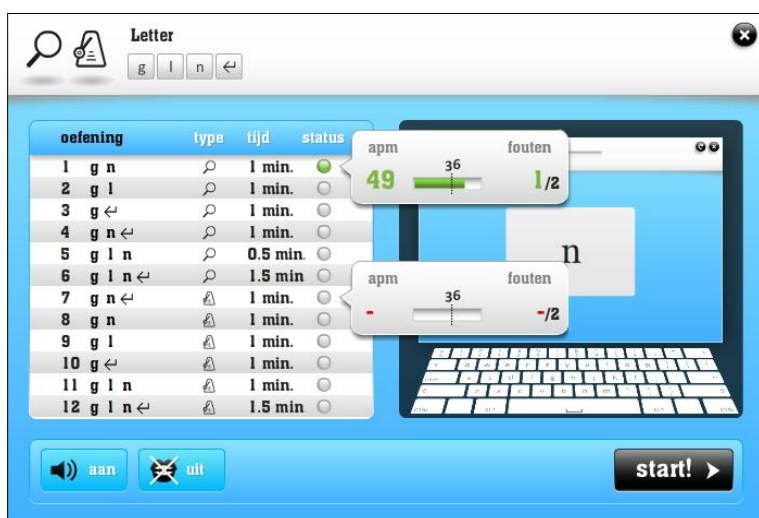 Letter
g l n ↵
oefening type tijd status
1 g n 1 min.
2 g l 1 min.
3 g ↵ 1 min.
4 g n ↵ 1 min.
5 g l n 0.5 min.
6 g l n ↵ 1.5 min
7 g n ↵ 1 min.
8 g n 1 min.
9 g l 1 min.
10 g ↵ 1 min.
11 g l n 1 min.
12 g l n ↵ 1.5 min
apm 36 fouten
49 1/2
n
apm 36 fouten
- -/2
aan uit start!